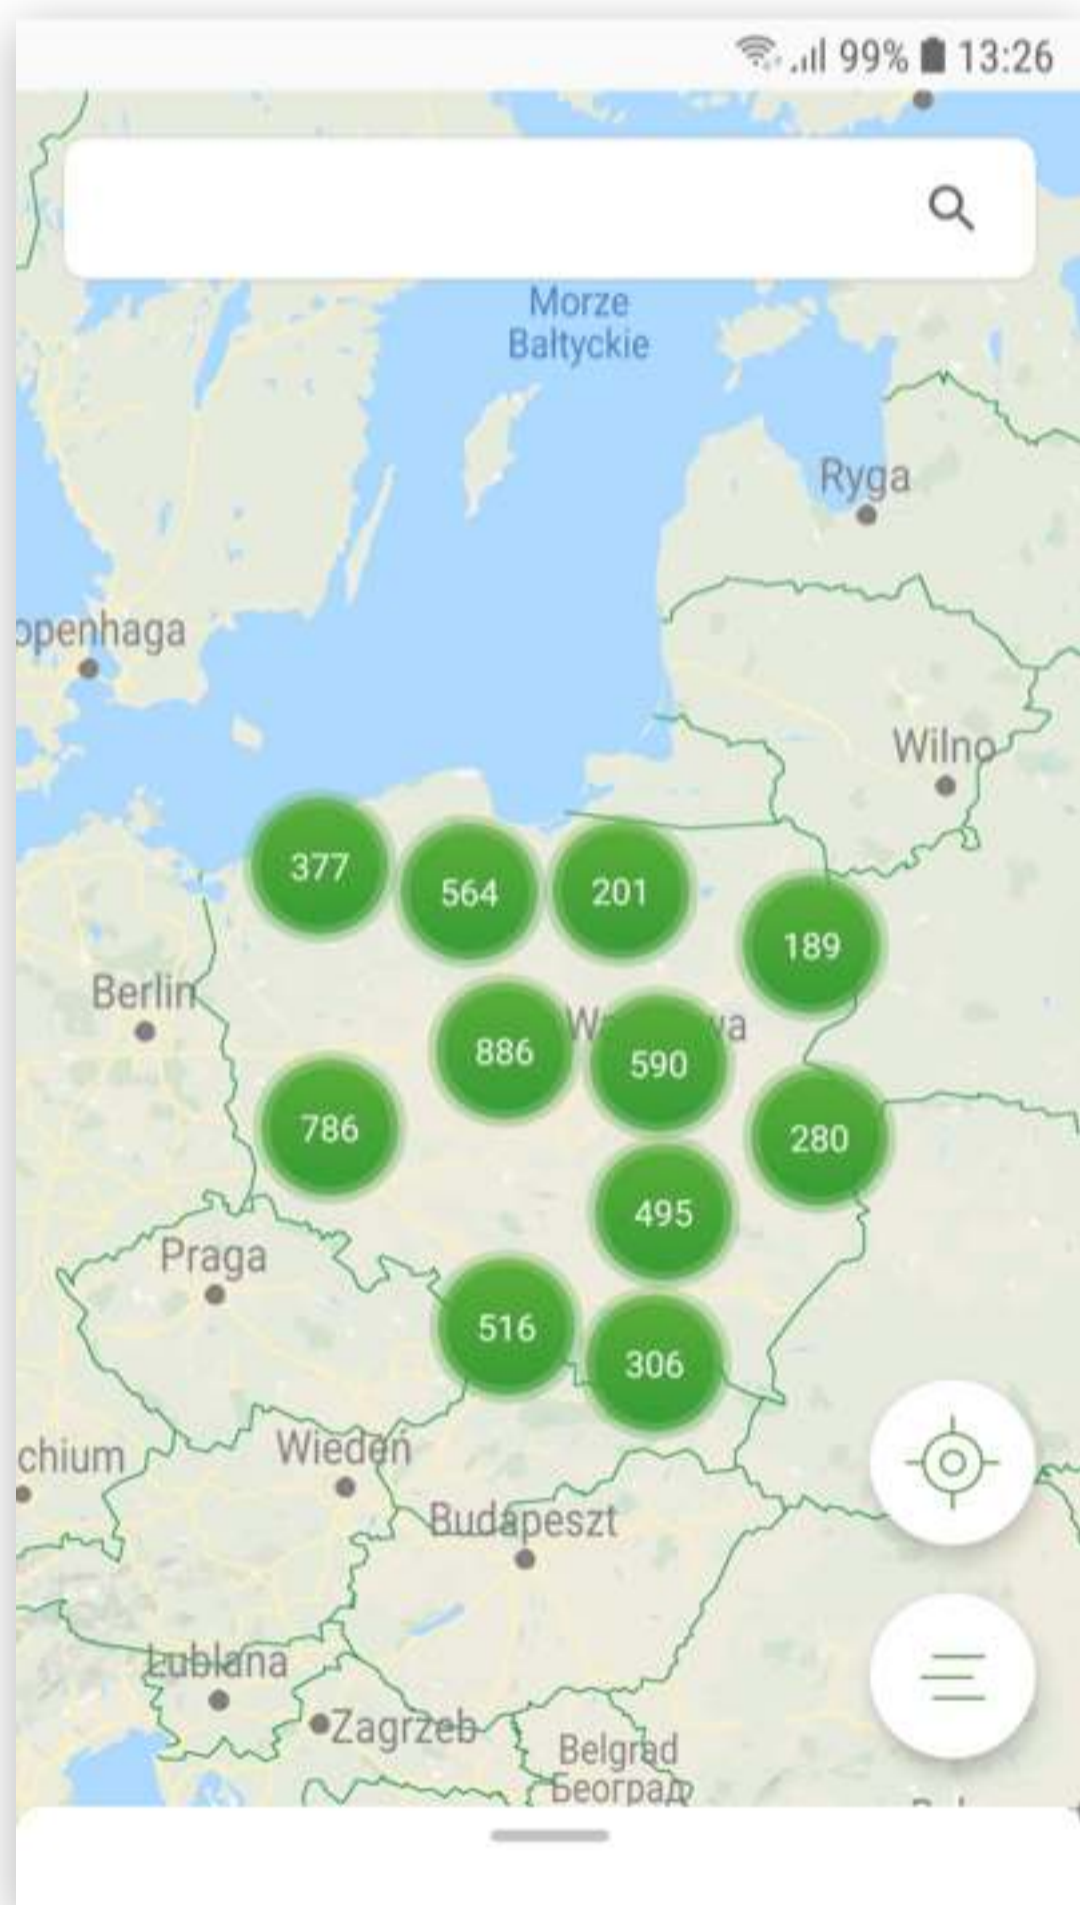 99% 13:26
Morze
Bałtyckie
Ryga
openhaga
Wilno
377
564
201
189
Berlin
886
590
786
280
495
Praga
516
306
chium
Wiedeń
Budapeszt
Lublana
Zagrzeb
Belgrad
Београд